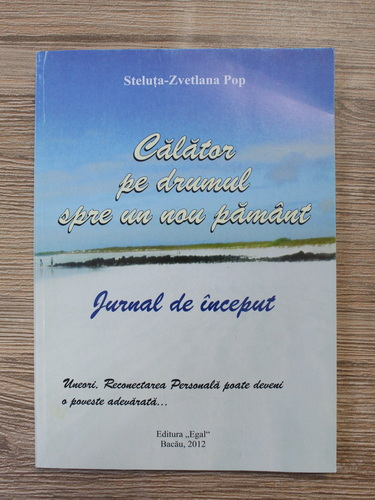 Steluța-Zvetlana Pop
Călător
pe drumul
spre un nou pământ
Jurnal de început
Uneori, Reconectarea Personală poate deveni
o poveste adevărată...
Editura „Egal“
Bacău, 2012